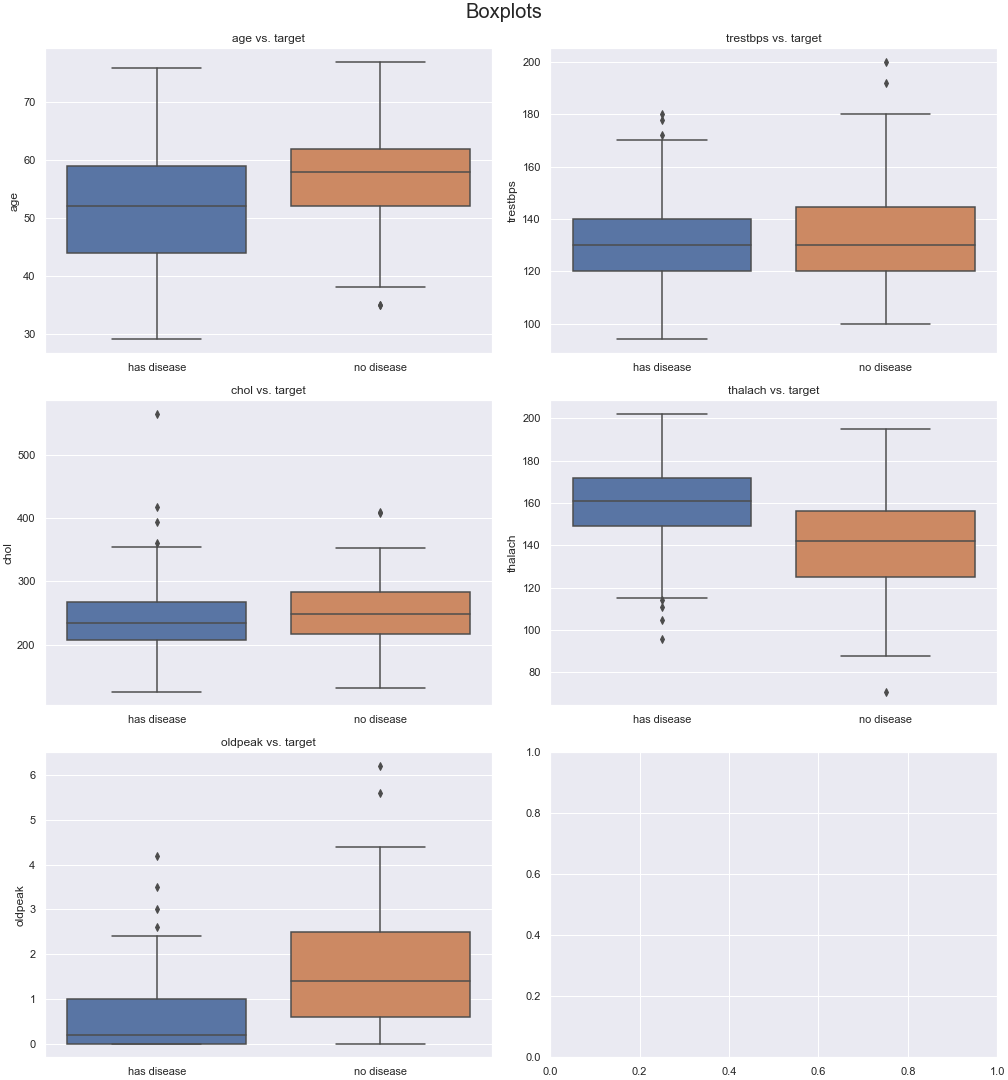 Boxplots
age vs. target
age
70
60
50
40
30
has disease
no disease
trestbps vs. target
trestbps
200
180
160
140
120
100
has disease
no disease
chol vs. target
chol
500
400
300
200
has disease
no disease
thalach vs. target
thalach
200
180
160
140
120
100
80
has disease
no disease
oldpeak vs. target
oldpeak
6
5
4
3
2
1
0
has disease
no disease
1.0
0.8
0.6
0.4
0.2
0.0
0.0 0.2 0.4 0.6 0.8 1.0